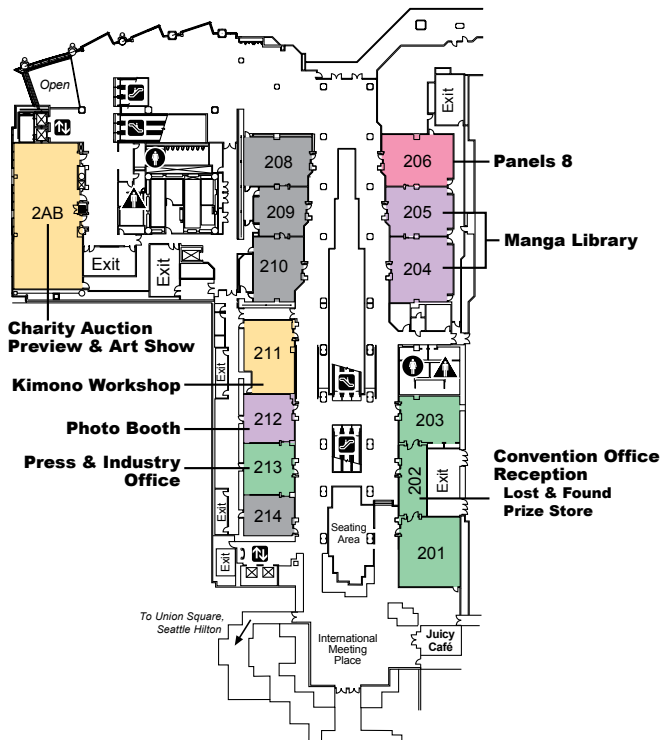 Open
Exit
208
206
Panels 8
2AB
209
205
Manga Library
210
204
Exit
Exit
Charity Auction
Preview & Art Show
211
Exit
Kimono Workshop
212
203
Photo Booth
Press & Industry
Office
213
202
Exit
Convention Office
Reception
Lost & Found
Prize Store
Exit
214
Seating
Area
201
Exit
To Union Square,
Seattle Hilton
International
Meeting
Place
Juicy
Café